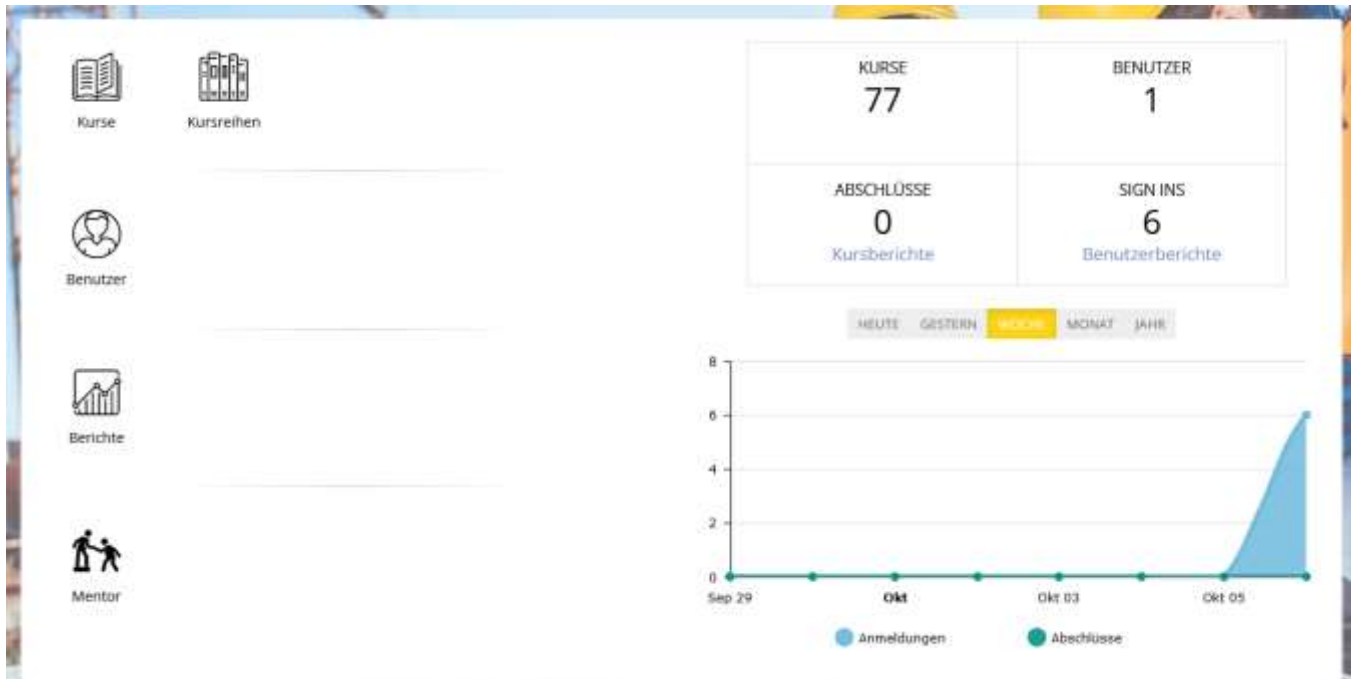 Kurse
Kursreihen
Benutzer
Berichte
Mentor
KURSE
77
BENUTZER
1
ABSCHLÜSSE
0
Kursberichte
SIGN INS
6
Benutzerberichte
HEUTE GESTERN WOCHE MONAT JAHR
8
6
4
2
0
Sep 29 Okt Okt 03 Okt 05
Anmeldungen Abschlüsse